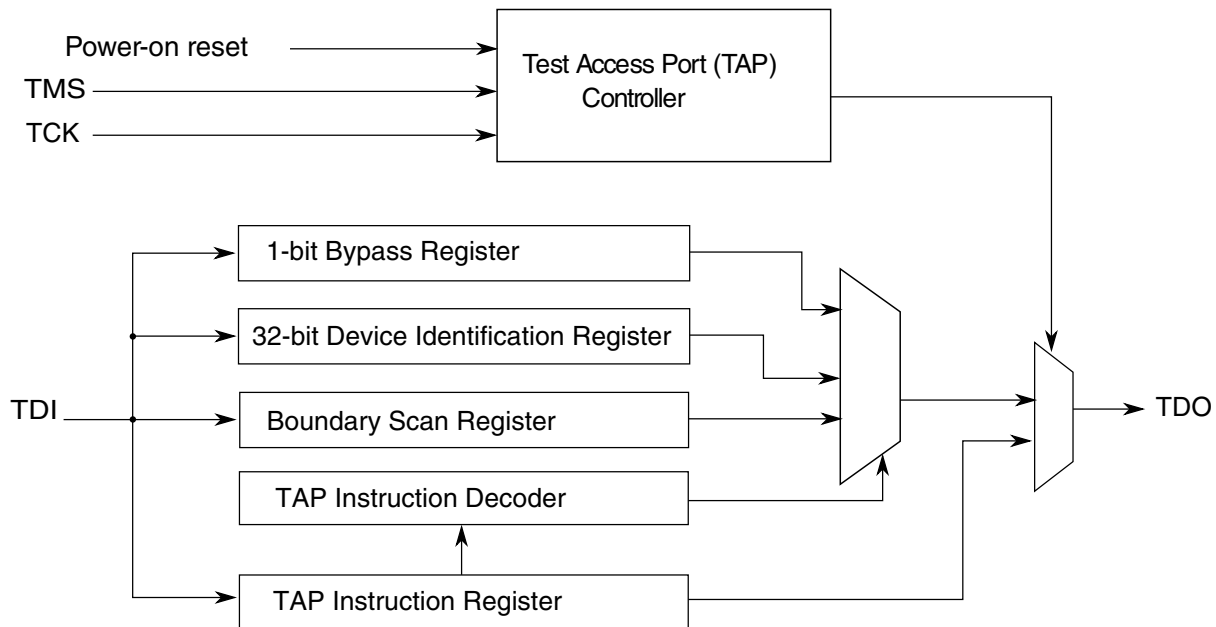 Power-on reset
TMS
TCK
Test Access Port (TAP)
Controller
1-bit Bypass Register
32-bit Device Identification Register
TDI
Boundary Scan Register
TDO
TAP Instruction Decoder
TAP Instruction Register